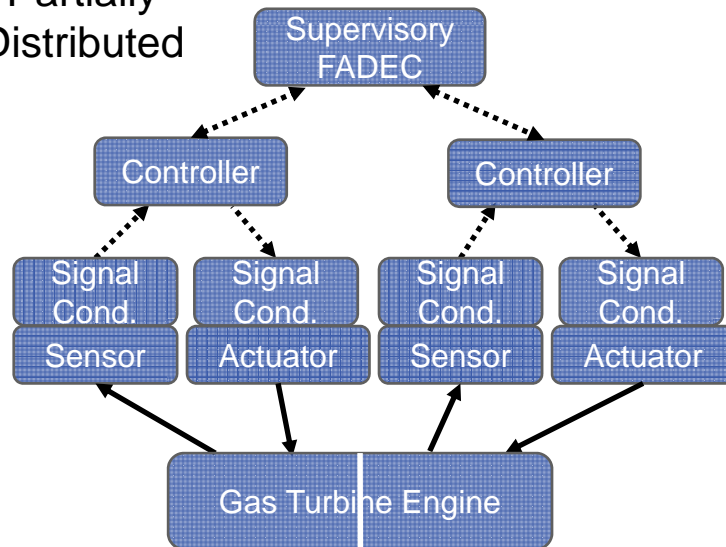 Partially
Distributed
Supervisory
FADEC
Controller
Controller
Signal
Cond.
Sensor
Signal
Cond.
Actuator
Signal
Cond.
Sensor
Signal
Cond.
Actuator
Gas Turbine Engine